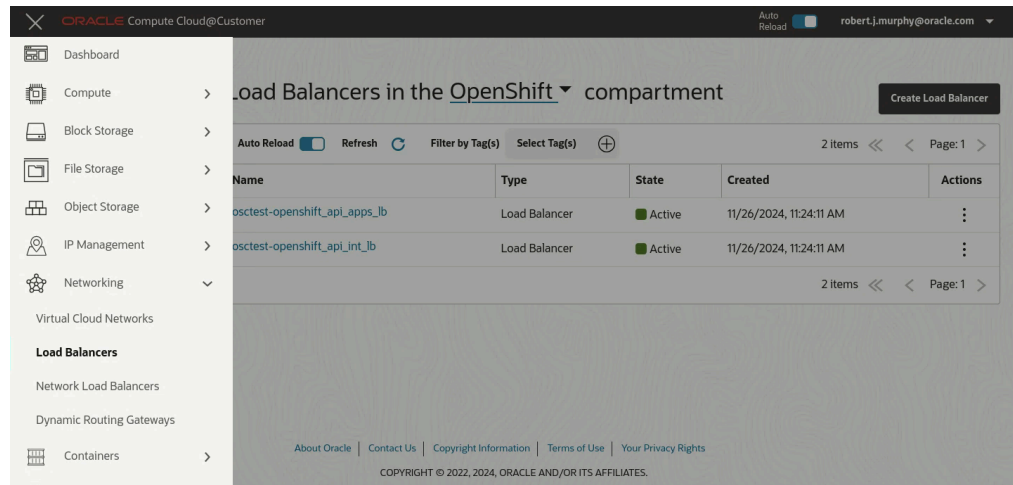 ORACLE Compute Cloud@Customer
Auto
Reload
robert.j.murphy@oracle.com
Dashboard
Compute
Block Storage
File Storage
Object Storage
IP Management
Networking
Virtual Cloud Networks
Load Balancers
Network Load Balancers
Dynamic Routing Gateways
Containers
Load Balancers in the OpenShift compartment
Create Load Balancer
Auto Reload Refresh Filter by Tag(s) Select Tag(s) 2 items Page: 1
Name Type State Created Actions
osctest-openshift_api_apps_lb Load Balancer Active 11/26/2024, 11:24:11 AM
osctest-openshift_api_int_lb Load Balancer Active 11/26/2024, 11:24:11 AM
2 items Page: 1
About Oracle | Contact Us | Copyright Information | Terms of Use | Your Privacy Rights
COPYRIGHT © 2022, 2024, ORACLE AND/OR ITS AFFILIATES.